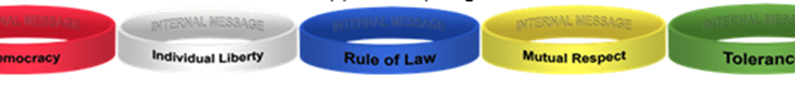 INTERNAL MESSAGE
INTERNAL MESSAGE
INTERNAL MESSAGE
INTERNAL MESSAGE
emocracy
Individual Liberty
Rule of Law
Mutual Respect
Toleranc